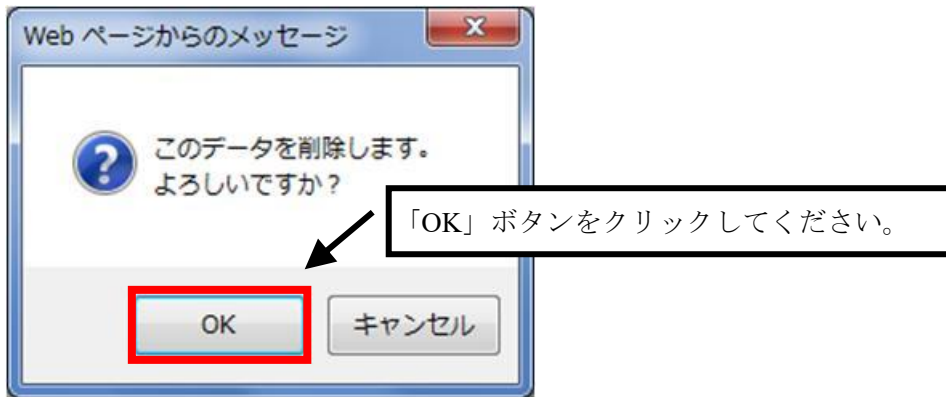 Web ページからのメッセージ
このデータを削除します。
よろしいですか？
「OK」ボタンをクリックしてください。
OK
キャンセル